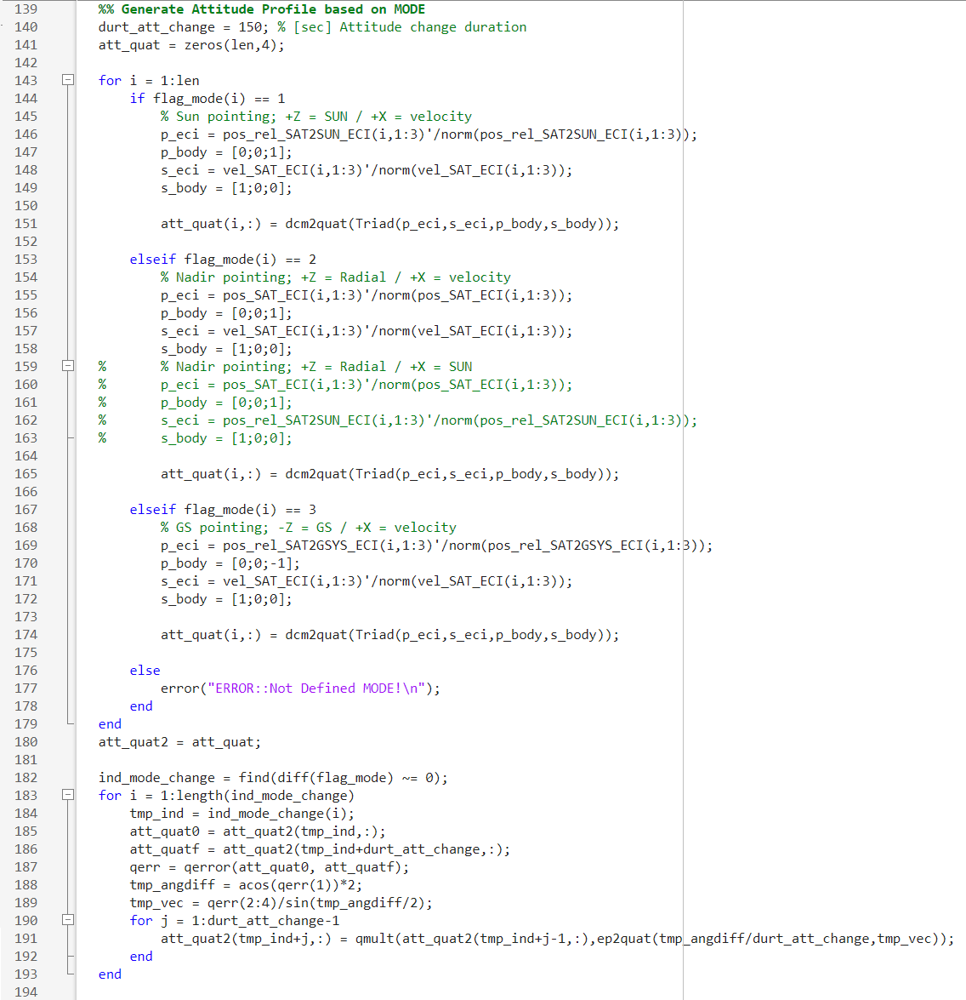 139 %% Generate Attitude Profile based on MODE
140 durt_att_change = 150; % [sec] Attitude change duration
141 att_quat = zeros(len,4);
142
143 for i = 1:len
144 if flag_mode(i) == 1
145 % Sun pointing; +Z = SUN / +X = velocity
146 p_eci = pos_rel_SAT2SUN_ECI(i,1:3)'/norm(pos_rel_SAT2SUN_ECI(i,1:3));
147 p_body = [0;0;1];
148 s_eci = vel_SAT_ECI(i,1:3)'/norm(vel_SAT_ECI(i,1:3));
149 s_body = [1;0;0];
150
151 att_quat(i,:) = dcm2quat(Triad(p_eci,s_eci,p_body,s_body));
152
153 elseif flag_mode(i) == 2
154 % Nadir pointing; +Z = Radial / +X = velocity
155 p_eci = pos_SAT_ECI(i,1:3)'/norm(pos_SAT_ECI(i,1:3));
156 p_body = [0;0;1];
157 s_eci = vel_SAT_ECI(i,1:3)'/norm(vel_SAT_ECI(i,1:3));
158 s_body = [1;0;0];
159 % % Nadir pointing; +Z = Radial / +X = SUN
160 % p_eci = pos_SAT_ECI(i,1:3)'/norm(pos_SAT_ECI(i,1:3));
161 % p_body = [0;0;1];
162 % s_eci = pos_rel_SAT2SUN_ECI(i,1:3)'/norm(pos_rel_SAT2SUN_ECI(i,1:3));
163 % s_body = [1;0;0];
164
165 att_quat(i,:) = dcm2quat(Triad(p_eci,s_eci,p_body,s_body));
166
167 elseif flag_mode(i) == 3
168 % GS pointing; -Z = GS / +X = velocity
169 p_eci = pos_rel_SAT2GSYS_ECI(i,1:3)'/norm(pos_rel_SAT2GSYS_ECI(i,1:3));
170 p_body = [0;0;-1];
171 s_eci = vel_SAT_ECI(i,1:3)'/norm(vel_SAT_ECI(i,1:3));
172 s_body = [1;0;0];
173
174 att_quat(i,:) = dcm2quat(Triad(p_eci,s_eci,p_body,s_body));
175
176 else
177 error("ERROR::Not Defined MODE!\n");
178 end
179 end
180 att_quat2 = att_quat;
181
182 ind_mode_change = find(diff(flag_mode) ~= 0);
183 for i = 1:length(ind_mode_change)
184 tmp_ind = ind_mode_change(i);
185 att_quat0 = att_quat2(tmp_ind,:);
186 att_quatf = att_quat2(tmp_ind+durt_att_change,:);
187 qerr = qerror(att_quat0, att_quatf);
188 tmp_angdiff = acos(qerr(1))*2;
189 tmp_vec = qerr(2:4)/sin(tmp_angdiff/2);
190 for j = 1:durt_att_change-1
191 att_quat2(tmp_ind+j,:) = qmult(att_quat2(tmp_ind+j-1,:),ep2quat(tmp_angdiff/durt_att_change,tmp_vec));
192 end
193 end
194